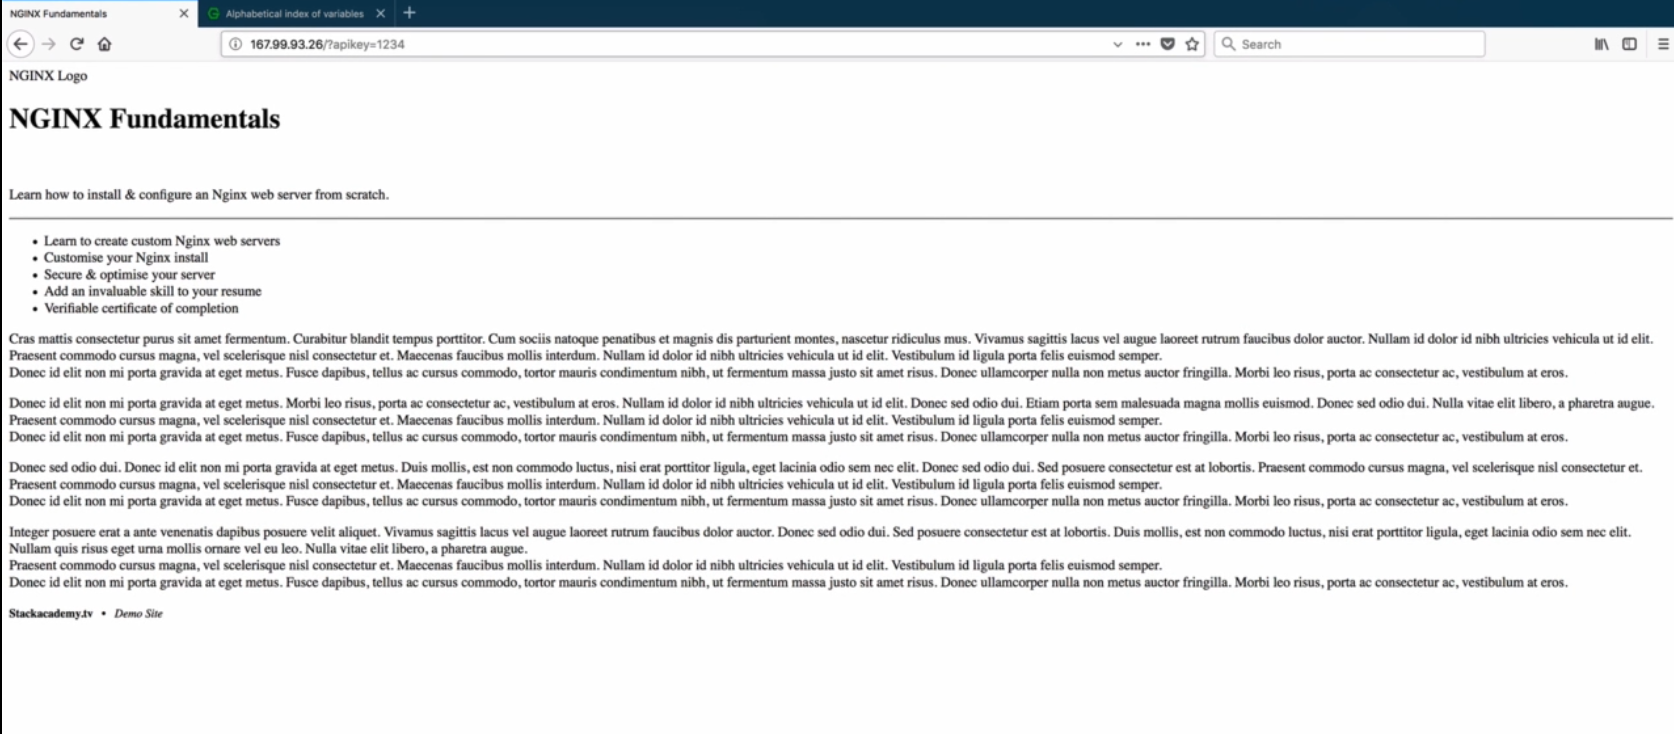 NGINX Fundamentals
Alphabetical index of variables
167.99.93.26/?apikey=1234
Search
NGINX Logo
NGINX Fundamentals
Learn how to install & configure an Nginx web server from scratch.
• Learn to create custom Nginx web servers
• Customise your Nginx install
• Secure & optimise your server
• Add an invaluable skill to your resume
• Verifiable certificate of completion
Cras mattis consectetur purus sit amet fermentum. Curabitur blandit tempus porttitor. Cum sociis natoque penatibus et magnis dis parturient montes, nascetur ridiculus mus. Vivamus sagittis lacus vel augue laoreet rutrum faucibus dolor auctor. Nullam id dolor id nibh ultricies vehicula ut id elit.
Praesent commodo cursus magna, vel scelerisque nisl consectetur et. Maecenas faucibus mollis interdum. Nullam id dolor id nibh ultricies vehicula ut id elit. Vestibulum id ligula porta felis euismod semper.
Donec id elit non mi porta gravida at eget metus. Fusce dapibus, tellus ac cursus commodo, tortor mauris condimentum nibh, ut fermentum massa justo sit amet risus. Donec ullamcorper nulla non metus auctor fringilla. Morbi leo risus, porta ac consectetur ac, vestibulum at eros.
Donec id elit non mi porta gravida at eget metus. Morbi leo risus, porta ac consectetur ac, vestibulum at eros. Nullam id dolor id nibh ultricies vehicula ut id elit. Donec sed odio dui. Etiam porta sem malesuada magna mollis euismod. Donec sed odio dui. Nulla vitae elit libero, a pharetra augue.
Praesent commodo cursus magna, vel scelerisque nisl consectetur et. Maecenas faucibus mollis interdum. Nullam id dolor id nibh ultricies vehicula ut id elit. Vestibulum id ligula porta felis euismod semper.
Donec id elit non mi porta gravida at eget metus. Fusce dapibus, tellus ac cursus commodo, tortor mauris condimentum nibh, ut fermentum massa justo sit amet risus. Donec ullamcorper nulla non metus auctor fringilla. Morbi leo risus, porta ac consectetur ac, vestibulum at eros.
Donec sed odio dui. Donec id elit non mi porta gravida at eget metus. Duis mollis, est non commodo luctus, nisi erat porttitor ligula, eget lacinia odio sem nec elit. Donec sed odio dui. Sed posuere consectetur est at lobortis. Praesent commodo cursus magna, vel scelerisque nisl consectetur et.
Praesent commodo cursus magna, vel scelerisque nisl consectetur et. Maecenas faucibus mollis interdum. Nullam id dolor id nibh ultricies vehicula ut id elit. Vestibulum id ligula porta felis euismod semper.
Donec id elit non mi porta gravida at eget metus. Fusce dapibus, tellus ac cursus commodo, tortor mauris condimentum nibh, ut fermentum massa justo sit amet risus. Donec ullamcorper nulla non metus auctor fringilla. Morbi leo risus, porta ac consectetur ac, vestibulum at eros.
Integer posuere erat a ante venenatis dapibus posuere velit aliquet. Vivamus sagittis lacus vel augue laoreet rutrum faucibus dolor auctor. Donec sed odio dui. Sed posuere consectetur est at lobortis. Duis mollis, est non commodo luctus, nisi erat porttitor ligula, eget lacinia odio sem nec elit.
Nullam quis risus eget urna mollis ornare vel eu leo. Nulla vitae elit libero, a pharetra augue.
Praesent commodo cursus magna, vel scelerisque nisl consectetur et. Maecenas faucibus mollis interdum. Nullam id dolor id nibh ultricies vehicula ut id elit. Vestibulum id ligula porta felis euismod semper.
Donec id elit non mi porta gravida at eget metus. Fusce dapibus, tellus ac cursus commodo, tortor mauris condimentum nibh, ut fermentum massa justo sit amet risus. Donec ullamcorper nulla non metus auctor fringilla. Morbi leo risus, porta ac consectetur ac, vestibulum at eros.
Stackacademy.tv • Demo Site